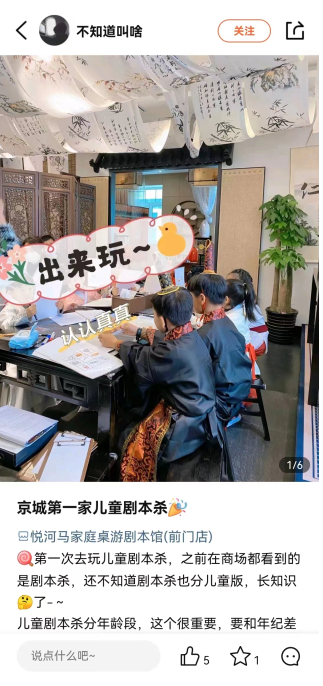 不知道叫啥
关注
出来玩~
认认真真
1/6
京城第一家儿童剧本杀🎉
悦河马家庭桌游剧本馆(前门店)
🍭第一次去玩儿童剧本杀，之前在商场都看到的
是剧本杀，还不知道剧本杀也分儿童版，长知识
🤔了~~
儿童剧本杀分年龄段，这个很重要，要和年纪差
说点什么吧~
5
1